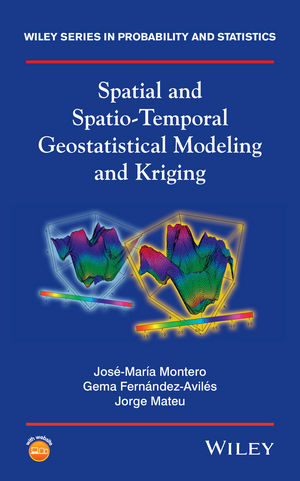 WILEY SERIES IN PROBABILITY AND STATISTICS
Spatial and
Spatio-Temporal
Geostatistical Modeling
and Kriging
José-María Montero
Gema Fernández-Avilés
Jorge Mateu
with website
WILEY